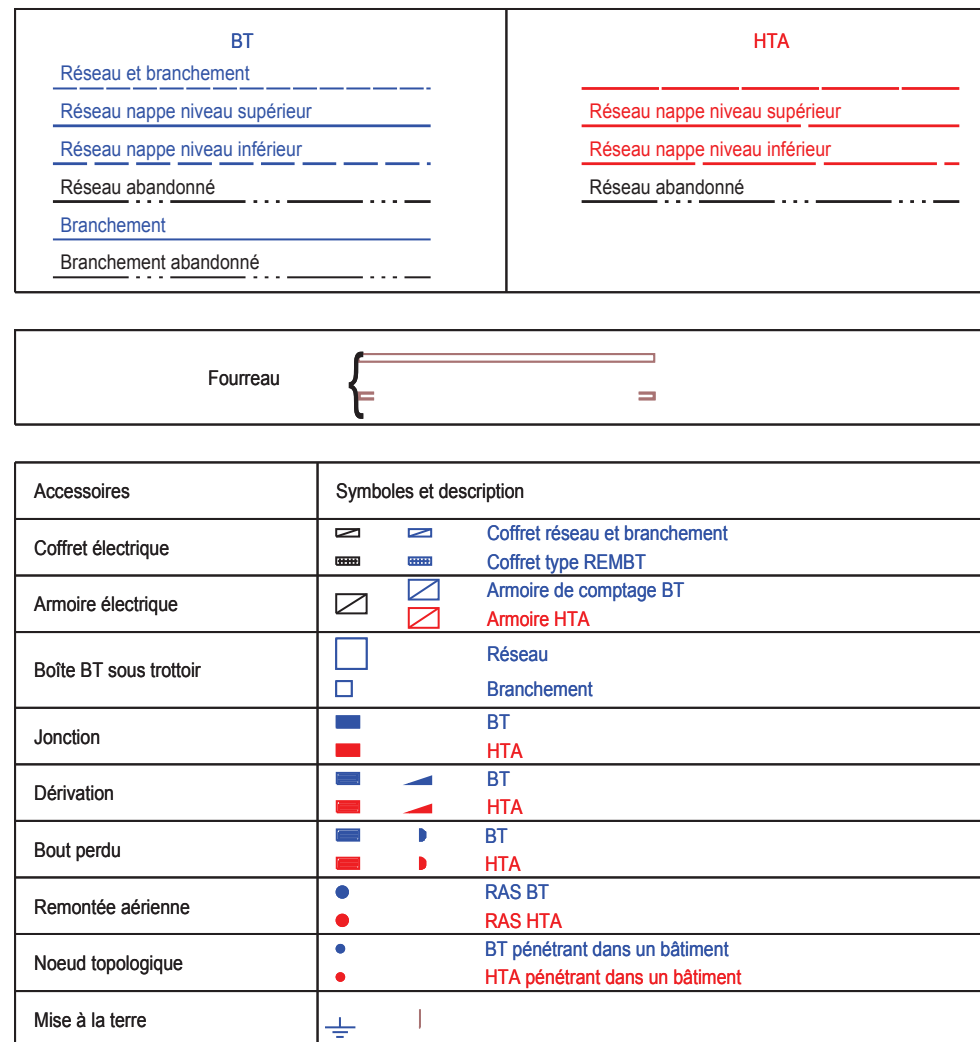 BT
Réseau et branchement
Réseau nappe niveau supérieur
Réseau nappe niveau inférieur
Réseau abandonné
Branchement
Branchement abandonné
HTA
Réseau nappe niveau supérieur
Réseau nappe niveau inférieur
Réseau abandonné
Fourreau
Accessoires
Symboles et description
Coffret électrique
Coffret réseau et branchement
Coffret type REMBT
Armoire électrique
Armoire de comptage BT
Armoire HTA
Boîte BT sous trottoir
Réseau
Branchement
Jonction
BT
HTA
Dérivation
BT
HTA
Bout perdu
BT
HTA
Remontée aérienne
RAS BT
RAS HTA
Noeud topologique
BT pénétrant dans un bâtiment
HTA pénétrant dans un bâtiment
Mise à la terre